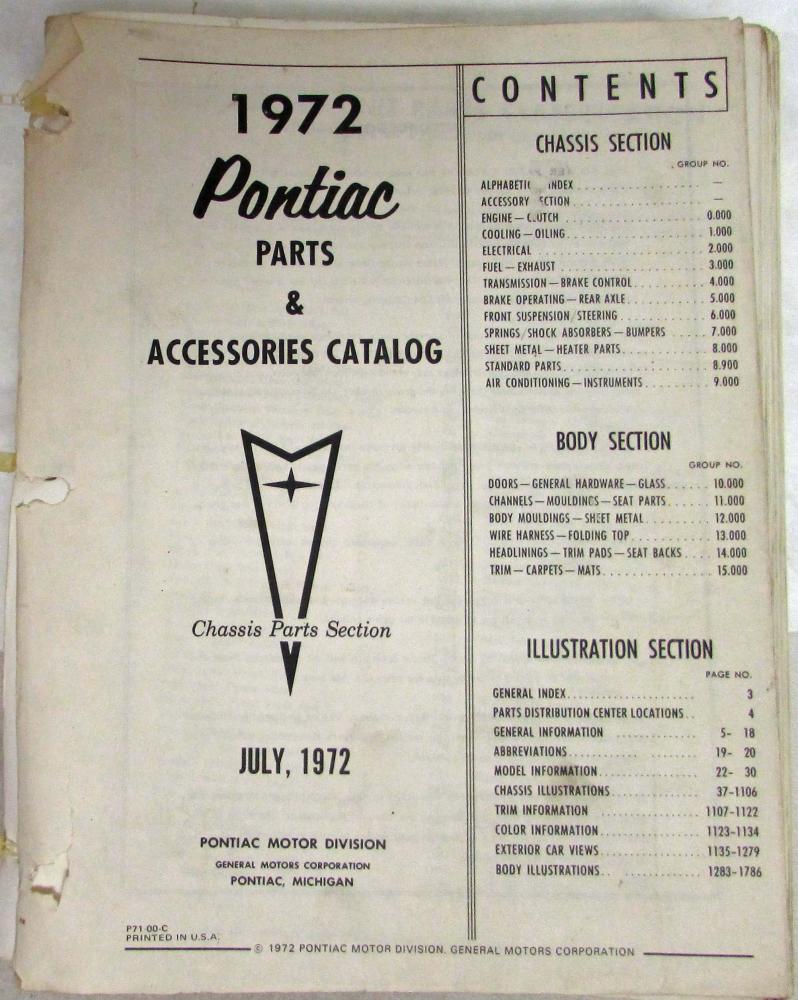 1972
Pontiac
PARTS
&
ACCESSORIES CATALOG
Chassis Parts Section
JULY, 1972
PONTIAC MOTOR DIVISION
GENERAL MOTORS CORPORATION
PONTIAC, MICHIGAN
P71 00-C
PRINTED IN U.S.A.
CONTENTS
CHASSIS SECTION
GROUP NO.
ALPHABETIC INDEX . . . . . . . . . . . . . . . . —
ACCESSORY . . . . . . . . . . . . . . . . —
ENGINE — . . . . . . . . . . . . . . . . 0.000
COOLING — OILING . . . . . . . . . . . . . . . . 1.000
ELECTRICAL . . . . . . . . . . . . . . . . 2.000
FUEL — EXHAUST . . . . . . . . . . . . . . . . 3.000
TRANSMISSION — BRAKE CONTROL . . . . . . . . 4.000
BRAKE OPERATING — REAR AXLE . . . . . . . . 5.000
FRONT SUSPENSION/STEERING . . . . . . . . 6.000
SPRINGS/SHOCK ABSORBERS — BUMPERS . . . . . 7.000
SHEET METAL — HEATER PARTS . . . . . . . . 8.000
STANDARD PARTS . . . . . . . . . . . . . . . . 8.900
AIR CONDITIONING — INSTRUMENTS . . . . . . . . 9.000
BODY SECTION
GROUP NO.
DOORS — GENERAL HARDWARE — GLASS . . . . . . 10.000
CHANNELS — MOULDINGS — SEAT PARTS . . . . . . 11.000
BODY MOULDINGS — SHEET METAL . . . . . . . . 12.000
WIRE HARNESS — FOLDING TOP . . . . . . . . 13.000
HEADLININGS — TRIM PADS — SEAT BACKS . . . . 14.000
TRIM — CARPETS — MATS . . . . . . . . . . . . 15.000
ILLUSTRATION SECTION
PAGE NO.
GENERAL INDEX . . . . . . . . . . . . . . . . 3
PARTS DISTRIBUTION CENTER LOCATIONS . . 4
GENERAL INFORMATION . . . . . . . . . . . . 5- 18
ABBREVIATIONS . . . . . . . . . . . . . . . . 19- 20
MODEL INFORMATION . . . . . . . . . . . . 22- 30
CHASSIS ILLUSTRATIONS . . . . . . . . . . . . 37-1106
TRIM INFORMATION . . . . . . . . . . . . 1107-1122
COLOR INFORMATION . . . . . . . . . . . . 1123-1134
EXTERIOR CAR VIEWS . . . . . . . . . . . . 1135-1279
BODY ILLUSTRATIONS . . . . . . . . . . . . 1283-1786
© 1972 PONTIAC MOTOR DIVISION. GENERAL MOTORS CORPORATION